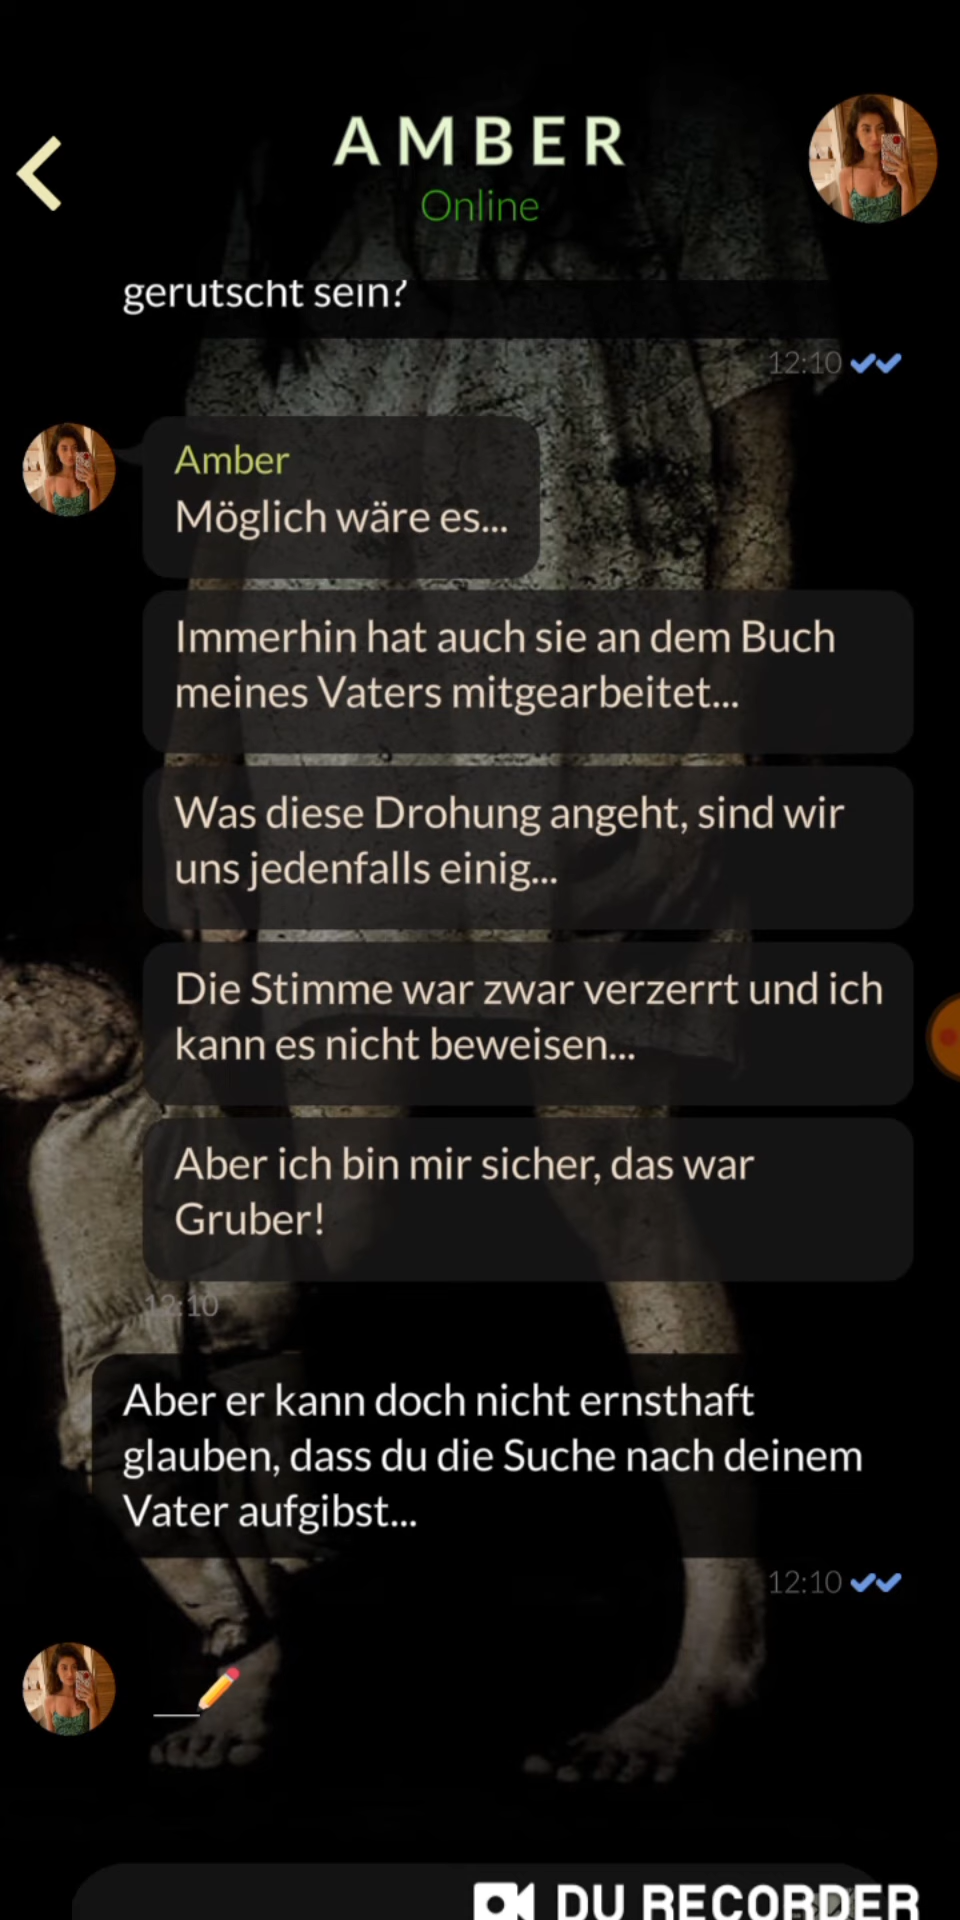 AMBER
Online
gerutscht sein?
12:10
Amber
Möglich wäre es...
Immerhin hat auch sie an dem Buch
meines Vaters mitgearbeitet...
Was diese Drohung angeht, sind wir
uns jedenfalls einig...
Die Stimme war zwar verzerrt und ich
kann es nicht beweisen...
Aber ich bin mir sicher, das war
Gruber!
12:10
Aber er kann doch nicht ernsthaft
glauben, dass du die Suche nach deinem
Vater aufgibst...
12:10
DU RECORDER